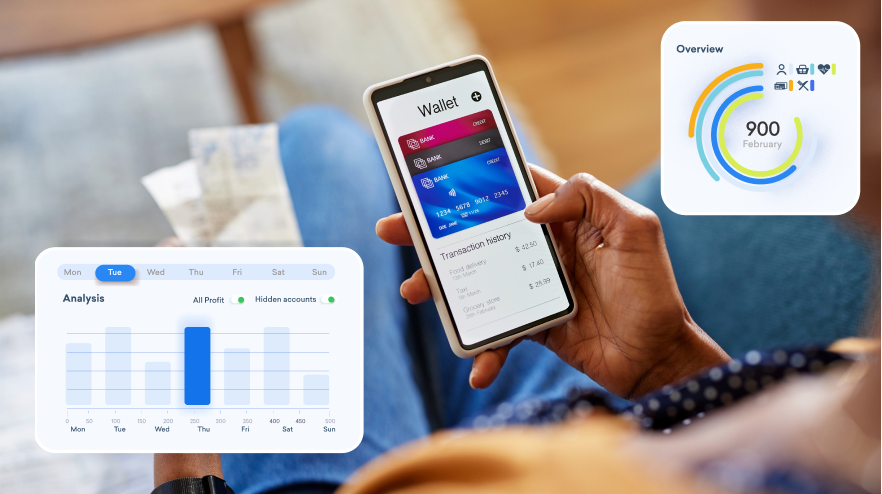 Overview
900
February
Wallet
BANK
CREDIT
BANK
DEBIT
BANK
CREDIT
1234 5678 9012 2345
Transaction history
Food delivery
$ 42.50
Taxi
$ 17.40
Grocery store
$ 28.99
Mon Tue Wed Thu Fri Sat Sun
Analysis
All Profit
Hidden accounts
0 50 100 150 200 250 300 350 400 450 500
Mon Tue Wed Thu Fri Sat Sun